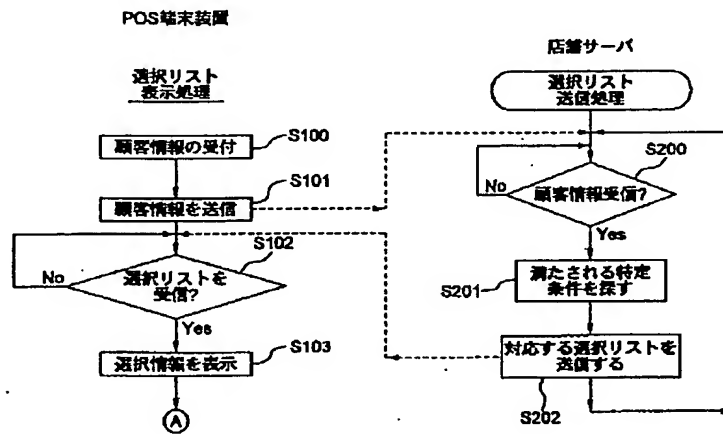 POS端末装置
選択リスト
表示処理
顧客情報の受付
S100
顧客情報を送信
S101
選択リストを
受信?
S102
No
Yes
選択情報を表示
S103
A
店舗サーバ
選択リスト
送信処理
顧客情報受信?
S200
No
Yes
満たされる特定
条件を探す
S201
対応する選択リストを
送信する
S202